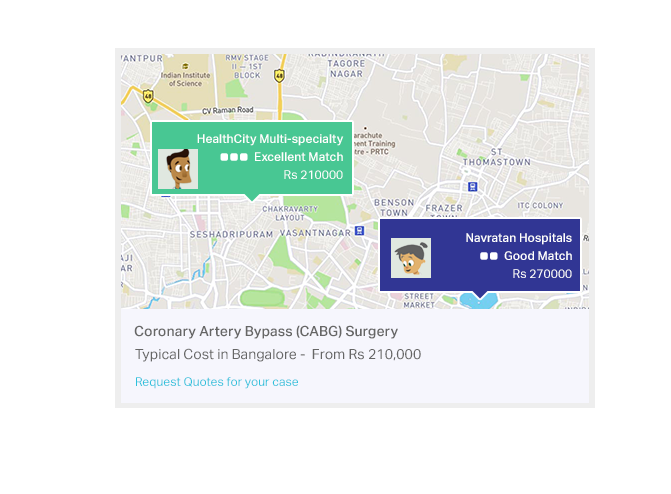 VANTPUR
RMV STAGE
II — 1ST
BLOCK
TAGORE
NAGAR
Indian Institute
of Science
48
48
CV Raman Road
HealthCity Multi-specialty
Excellent Match
Rs 210000
arachute
ment Training
tre - PRTC
ST
THOMASTOWN
CHAKRAVARTY
LAYOUT
BENSON
TOWN
FRAZER
ITC COLONY
SESHADRIPURAM
VASANTNAGAR
Navratan Hospitals
Good Match
Rs 270000
AJI
AR
STREET
MARKET
Coronary Artery Bypass (CABG) Surgery
Typical Cost in Bangalore - From Rs 210,000
Request Quotes for your case